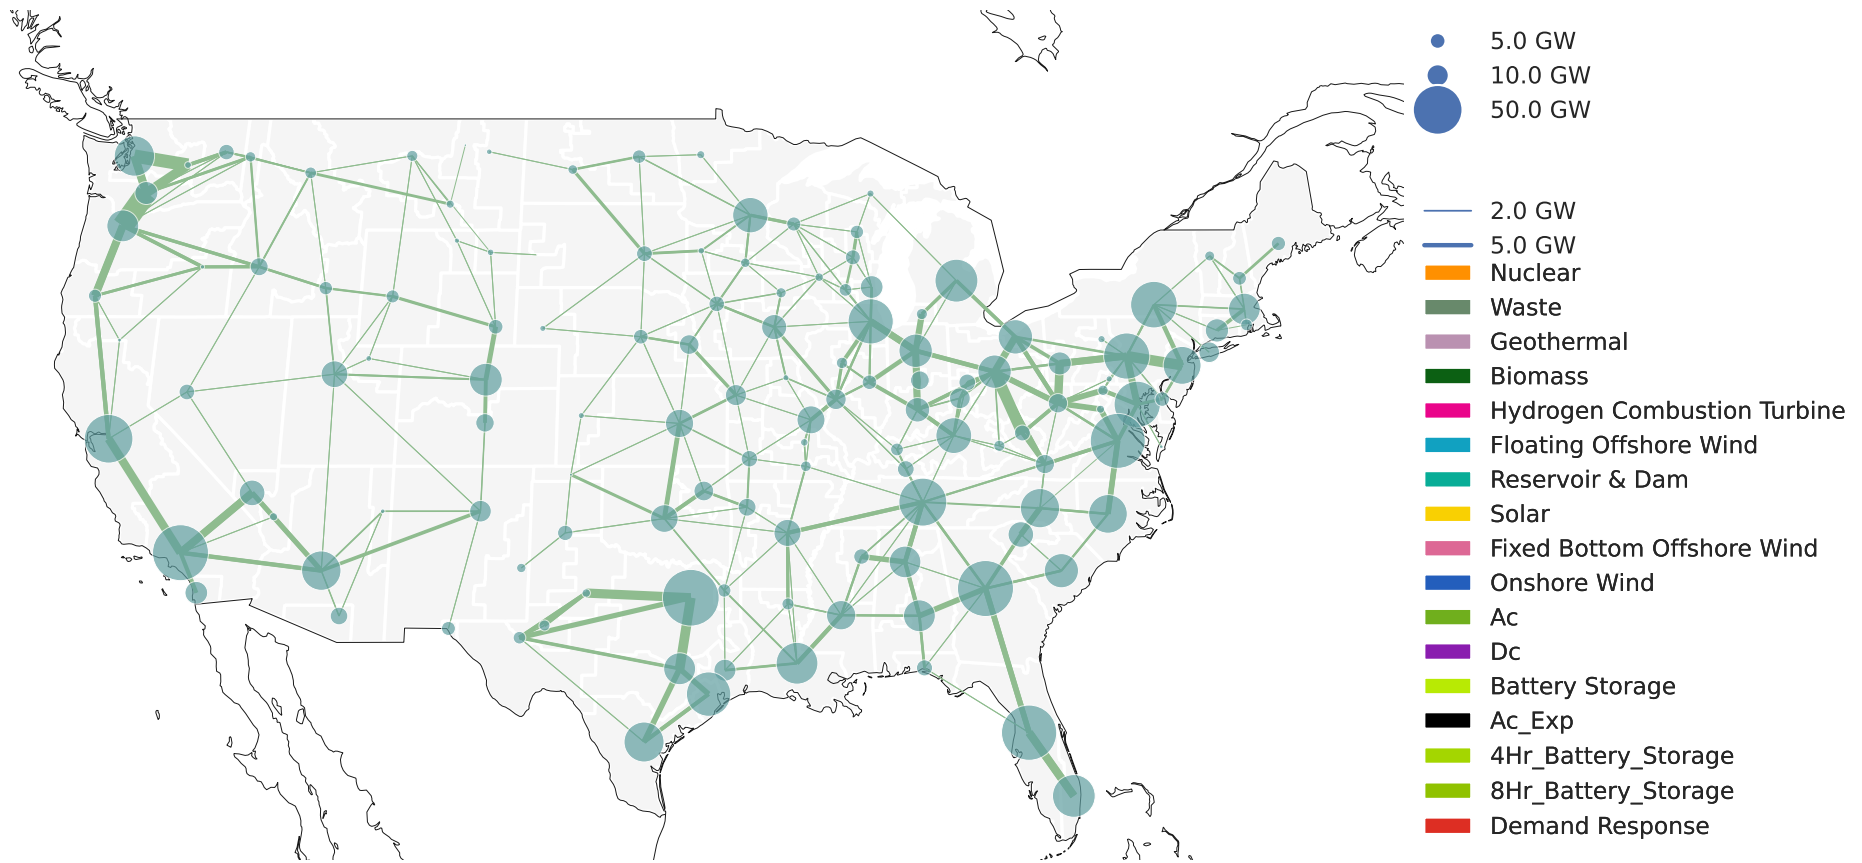 5.0 GW
10.0 GW
50.0 GW
2.0 GW
5.0 GW
Nuclear
Waste
Geothermal
Biomass
Hydrogen Combustion Turbine
Floating Offshore Wind
Reservoir & Dam
Solar
Fixed Bottom Offshore Wind
Onshore Wind
Ac
Dc
Battery Storage
Ac_Exp
4Hr_Battery_Storage
8Hr_Battery_Storage
Demand Response